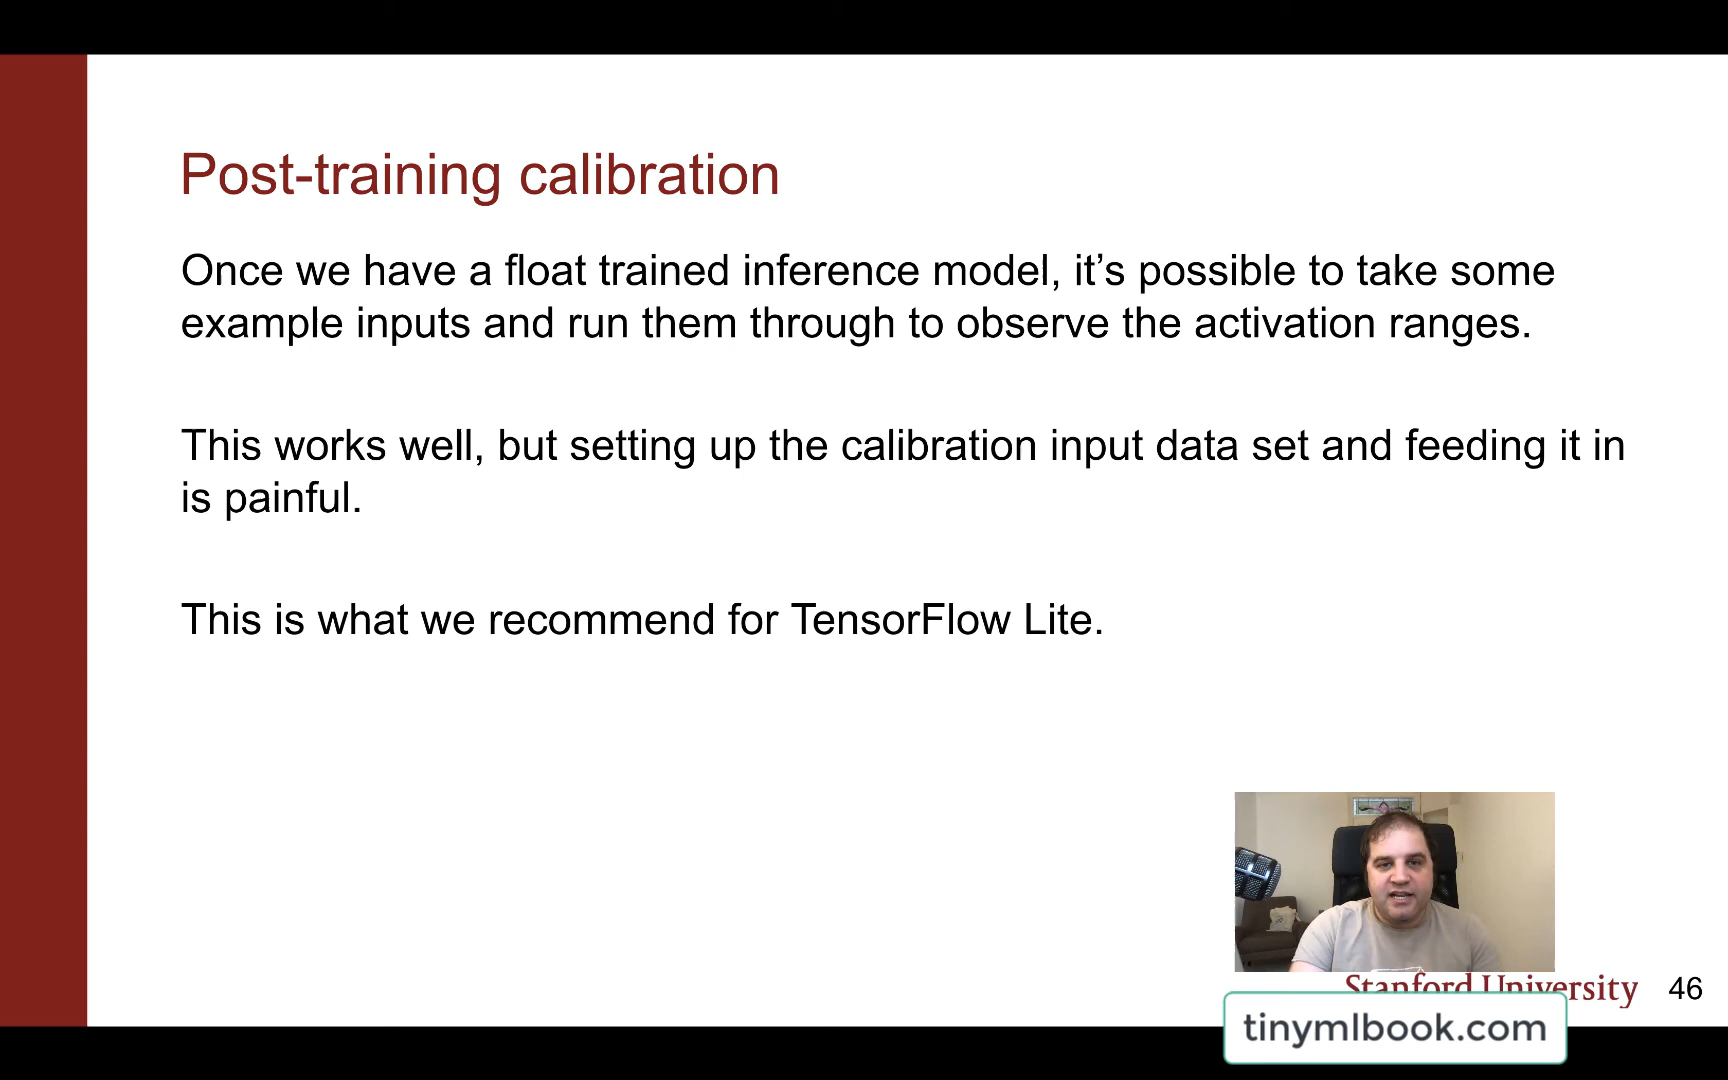 Post-training calibration
Once we have a float trained inference model, it’s possible to take some
example inputs and run them through to observe the activation ranges.
This works well, but setting up the calibration input data set and feeding it in
is painful.
This is what we recommend for TensorFlow Lite.
Stanford University 46
tinymlbook.com